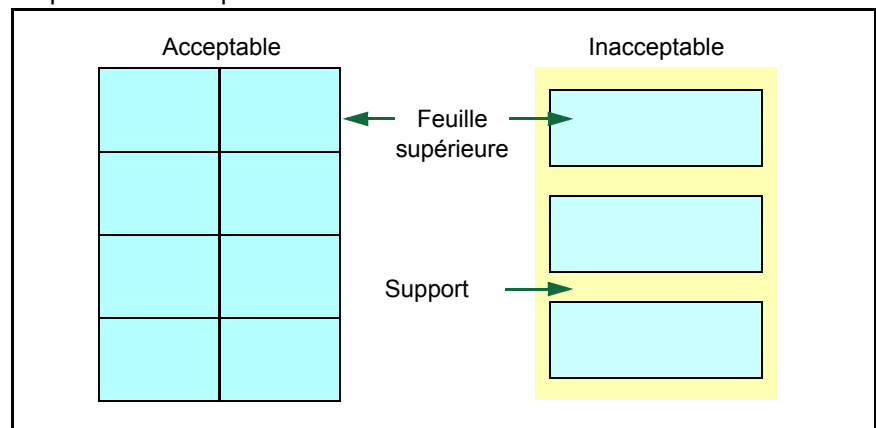 Acceptable
Inacceptable
Feuille
supérieure
Support